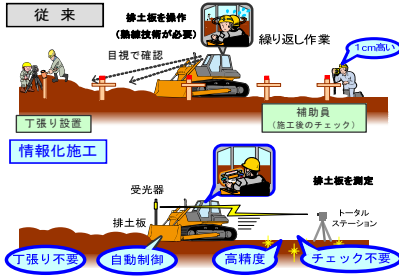 従 来
排土板を操作
(熟練技術が必要)
繰り返し作業
目視で確認
1cm高い
丁張り設置
補助員
(施工後のチェック)
情報化施工
受光器
排土板を測定
排土板
トータル
ステーション
丁張り不要
自動制御
高精度
チェック不要